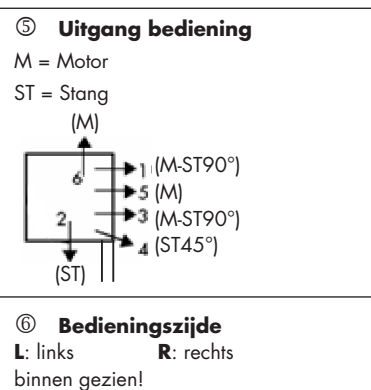 ⑤ Uitgang bediening
M = Motor
ST = Stang
(M)
6
1 (M-ST90°)
5 (M)
2
3 (M-ST90°)
4 (ST45°)
(ST)
⑥ Bedieningszijde
L: links R: rechts
binnen gezien!